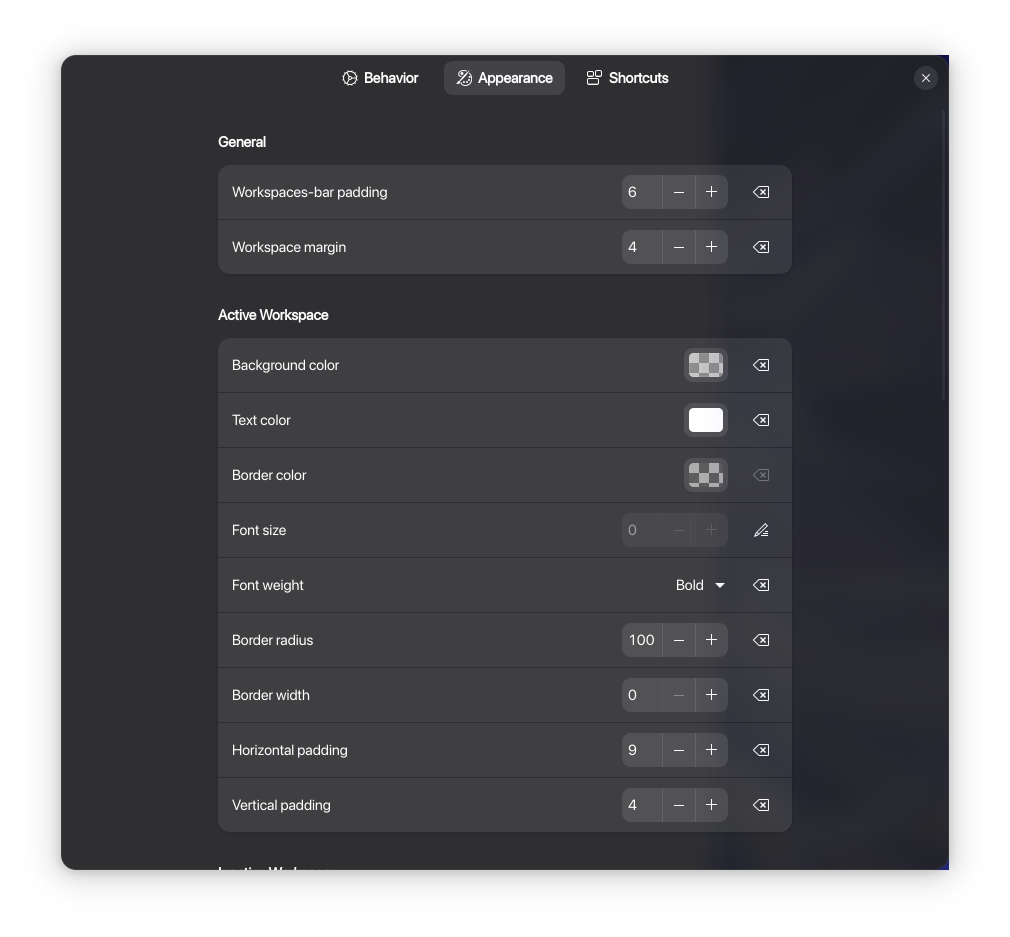 Behavior Appearance Shortcuts
General
Workspaces-bar padding 6
Workspace margin 4
Active Workspace
Background color
Text color
Border color
Font size 0
Font weight Bold
Border radius 100
Border width 0
Horizontal padding 9
Vertical padding 4